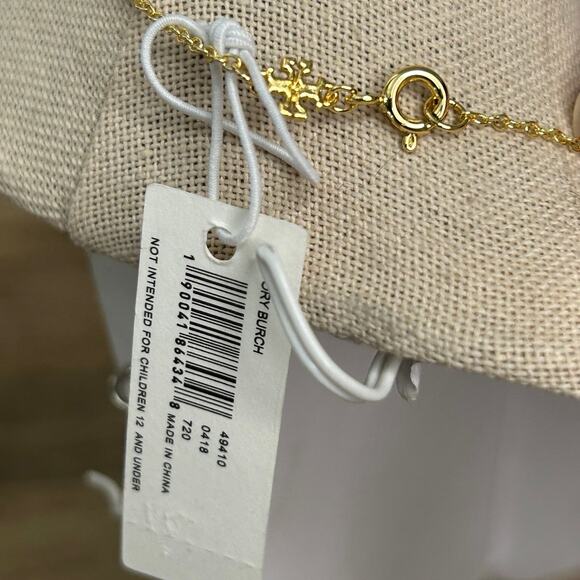 ORY BURCH
49410
0418
720
1 90041 86434 8
MADE IN CHINA
NOT INTENDED FOR CHILDREN 12 AND UNDER